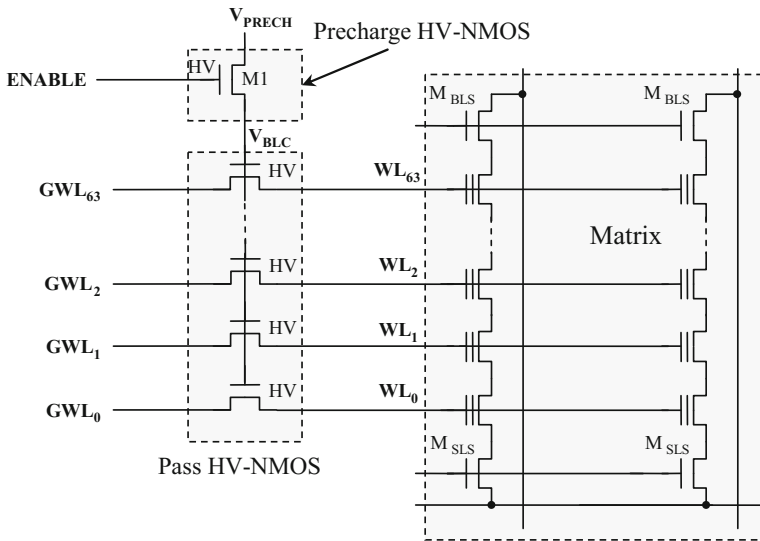 V_PRECH
Precharge HV-NMOS
ENABLE
HV
M1
M_BLS
M_BLS
V_BLC
HV
GWL_63
WL_63
Matrix
HV
GWL_2
WL_2
HV
GWL_1
WL_1
HV
GWL_0
WL_0
M_SLS
M_SLS
Pass HV-NMOS